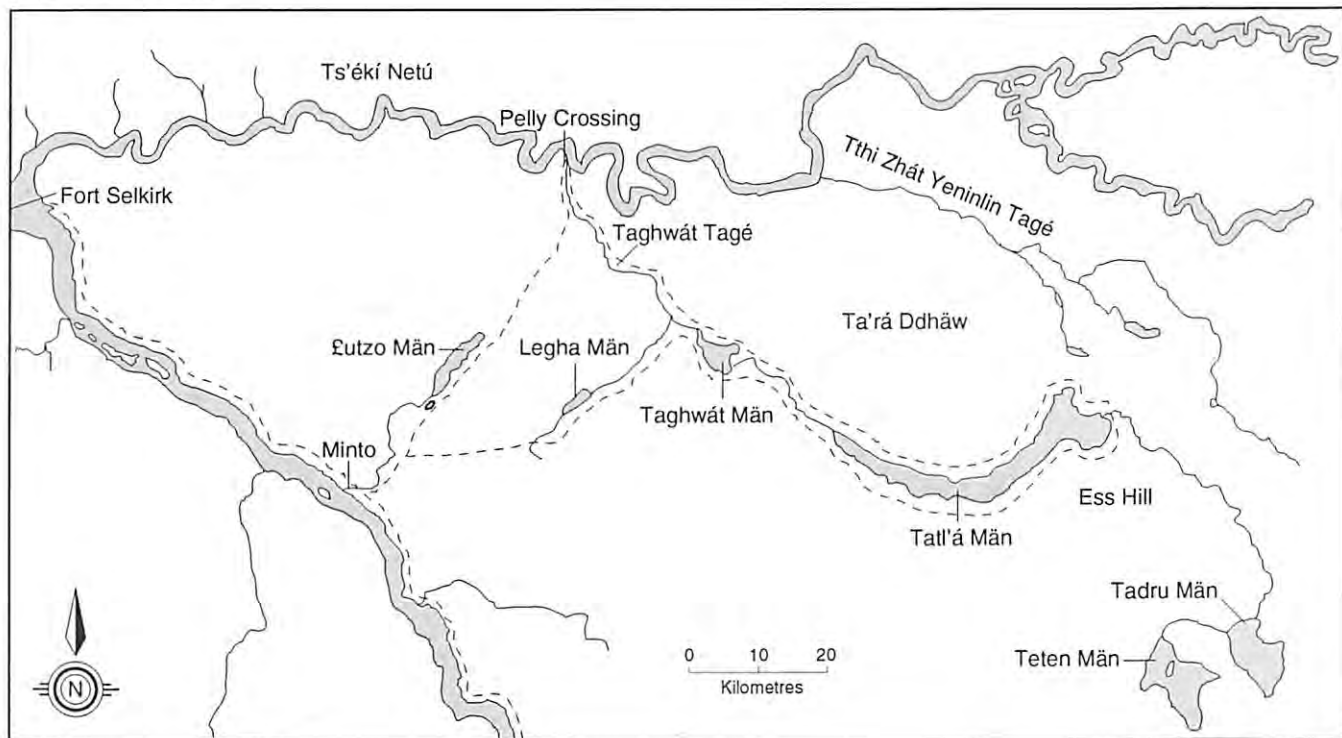 Ts'ékí Netú
Pelly Crossing
Tthi Zhát Yeninlin Tagé
Fort Selkirk
Taghwát Tagé
Ta'rá Ddhäw
£utzo Män
Legha Män
Taghwát Män
Minto
Ess Hill
Tatl'á Män
Tadru Män
Teten Män
0 10 20
Kilometres
N